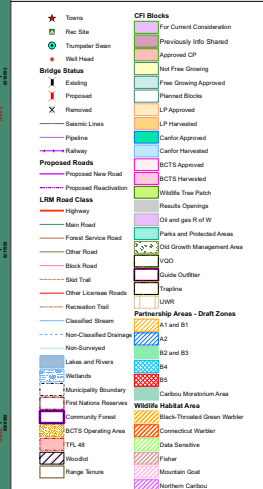 Towns
Rec Site
Trumpeter Swan
Well Head
Bridge Status
Existing
Proposed
Removed
Seismic Lines
Pipeline
Railway
Proposed Roads
Proposed New Road
Proposed Reactivation
LRM Road Class
Highway
Main Road
Forest Service Road
Other Road
Block Road
Skid Trail
Other Licensee Roads
Recreation Trail
Classified Stream
Non-Classified Drainage
Non-Surveyed
Lakes and Rivers
Wetlands
Municipality Boundary
First Nations Reserves
Community Forest
BCTS Operating Area
TFL 48
Woodlot
Range Tenure
CFI Blocks
For Current Consideration
Previously Info Shared
Approved CP
Not Free Growing
Free Growing Approved
Planned Blocks
LP Approved
LP Harvested
Canfor Approved
Canfor Harvested
BCTS Approved
BCTS Harvested
Wildlife Tree Patch
Results Openings
Oil and gas R of W
Parks and Protected Areas
Old Growth Management Area
VQO
Guide Outfitter
Trapline
UWR
Partnership Areas - Draft Zones
A1 and B1
A2
B2 and B3
B4
B5
Caribou Moratorium Area
Wildlife Habitat Area
Black-Throated Green Warbler
Connecticut Warbler
Data Sensitive
Fisher
Mountain Goat
Northern Caribou